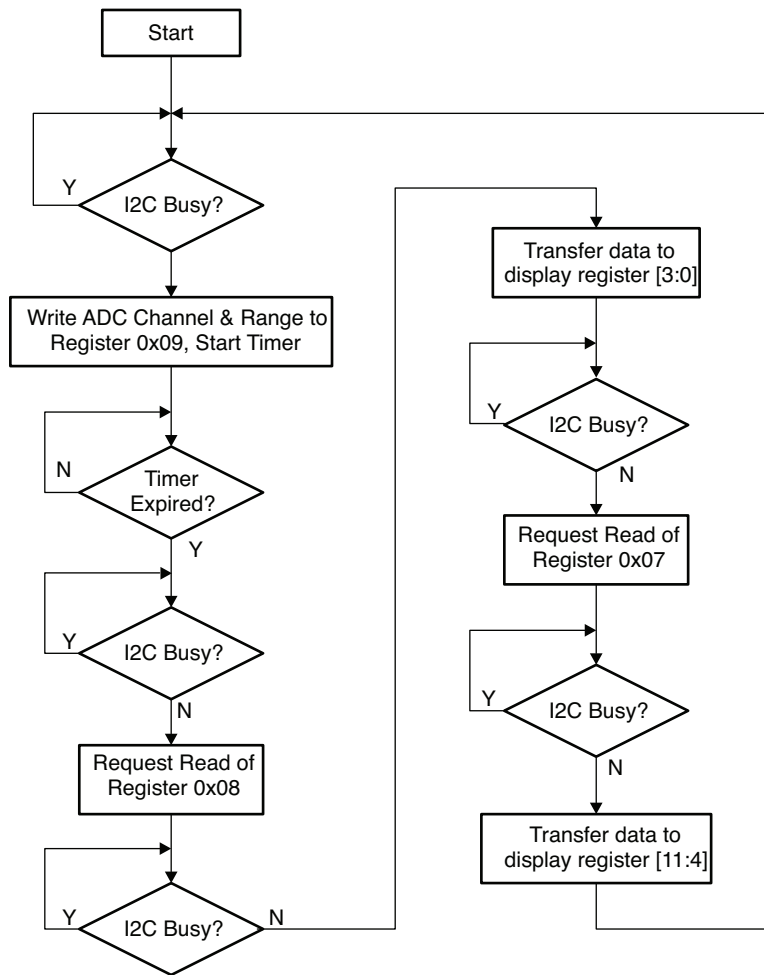 Start
Y
I2C Busy?
Write ADC Channel & Range to
Register 0x09, Start Timer
N
Timer
Expired?
Y
Y
I2C Busy?
N
Request Read of
Register 0x08
Y
I2C Busy?
N
Transfer data to
display register [3:0]
Y
I2C Busy?
N
Request Read of
Register 0x07
Y
I2C Busy?
N
Transfer data to
display register [11:4]